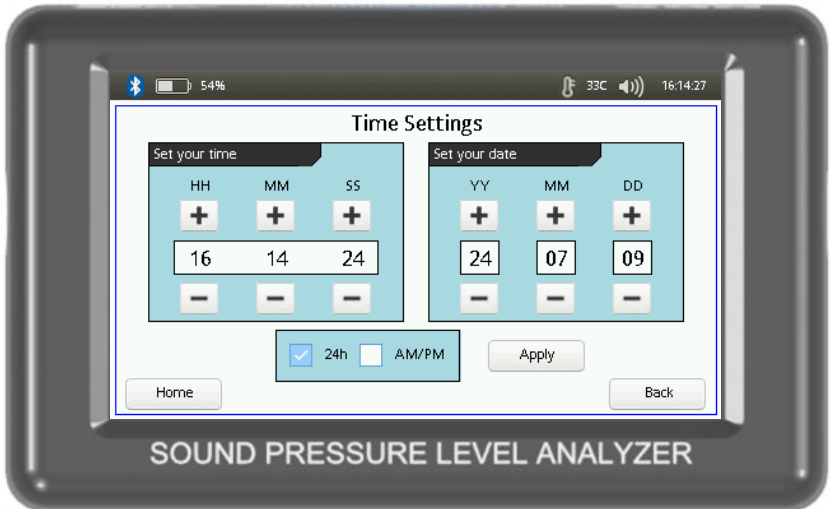 54% 33C 16:14:27
Time Settings
Set your time
HH MM SS
16 14 24
Set your date
YY MM DD
24 07 09
24h AM/PM
Apply
Home
Back
SOUND PRESSURE LEVEL ANALYZER